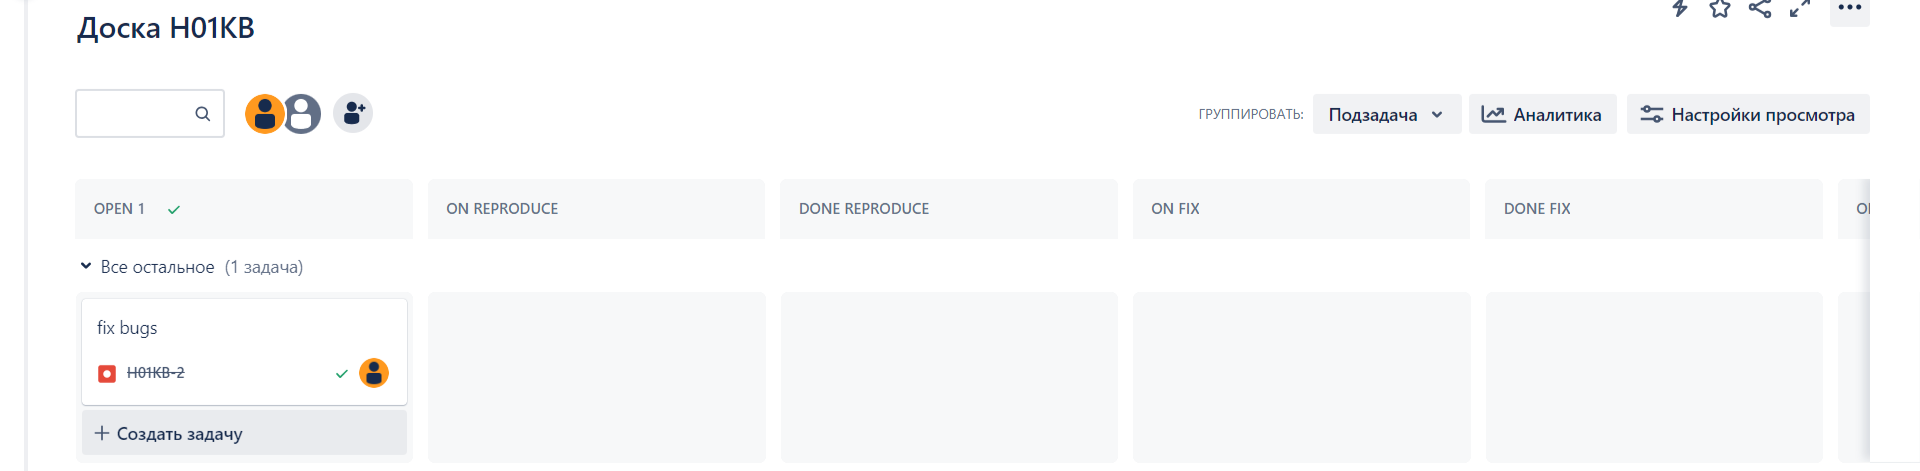 Доска H01KB
ГРУППИРОВАТЬ: Подзадача Аналитика Настройки просмотра
OPEN 1 ON REPRODUCE DONE REPRODUCE ON FIX DONE FIX
Все остальное (1 задача)
fix bugs
H01KB-2
Создать задачу